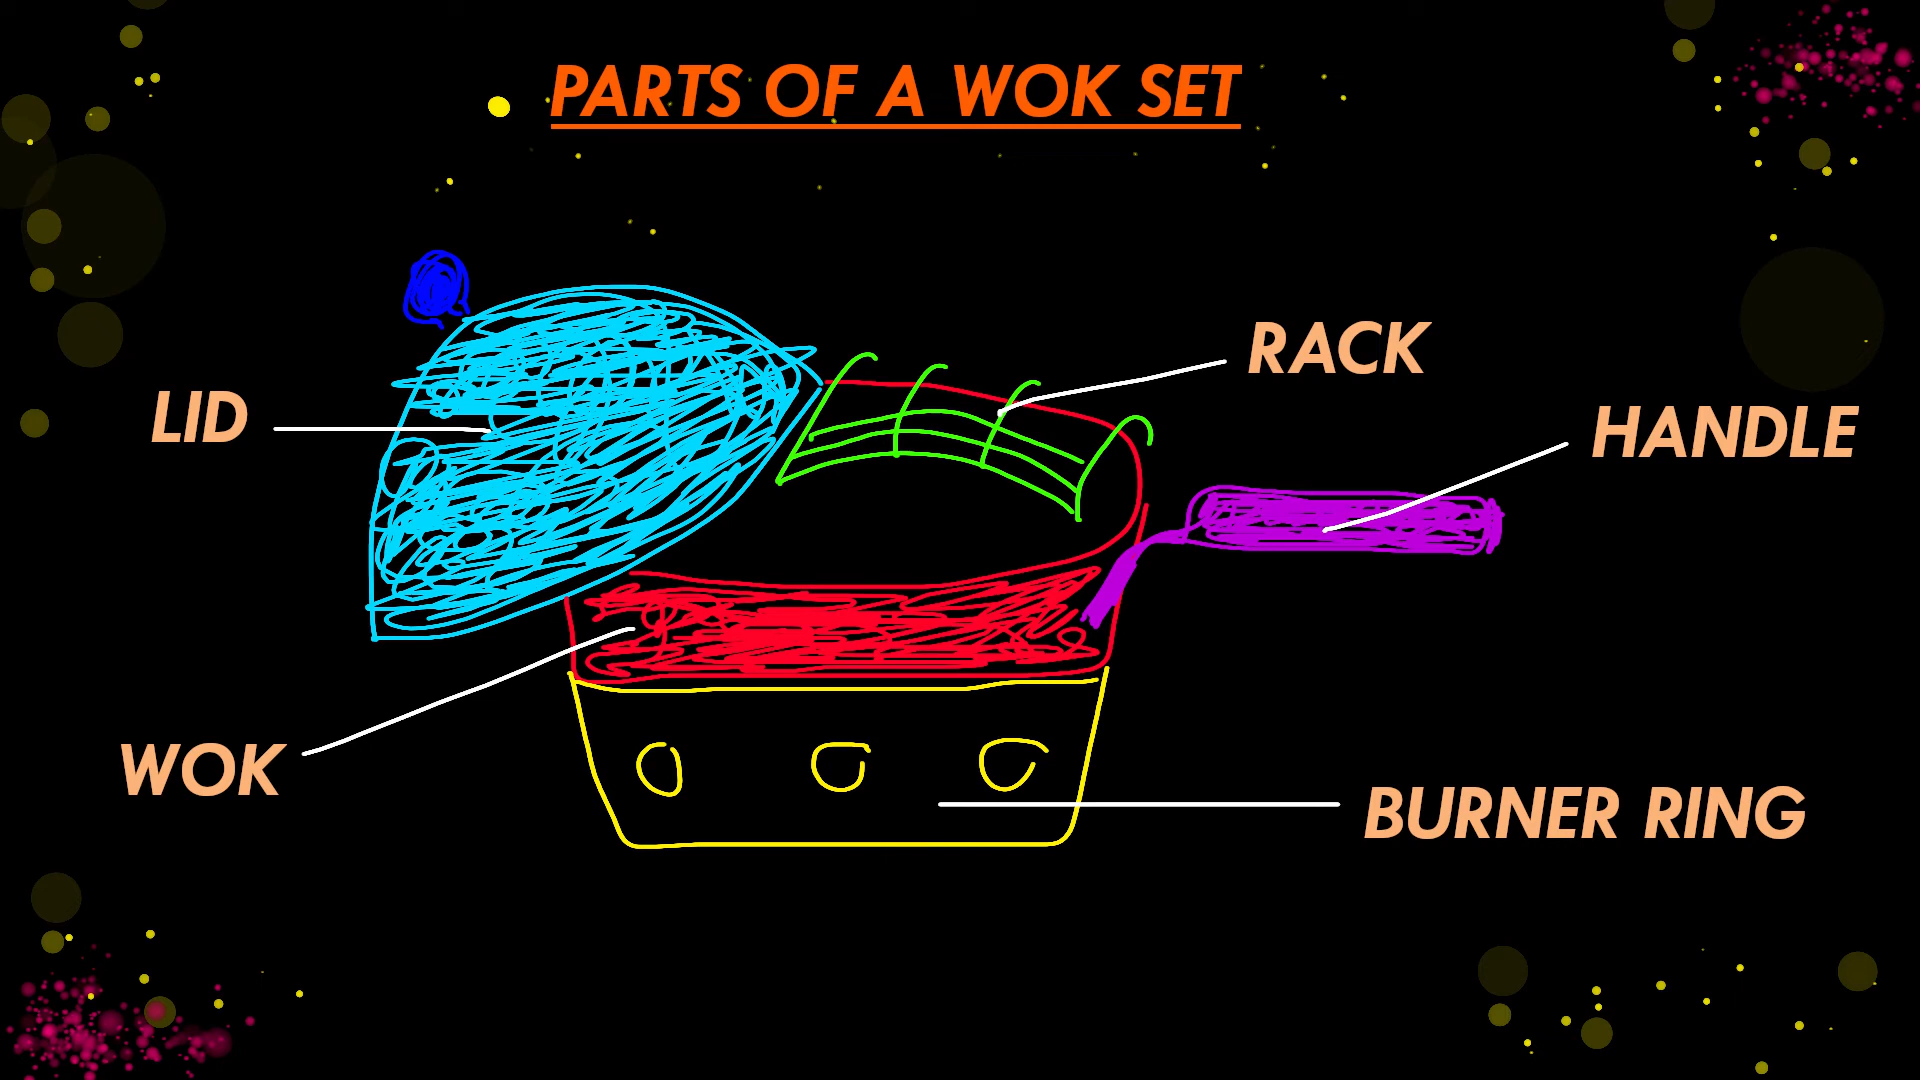 PARTS OF A WOK SET
RACK
LID
HANDLE
WOK
BURNER RING